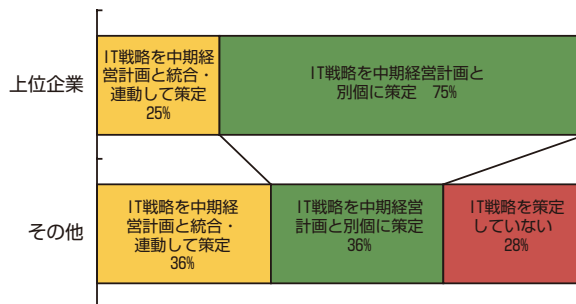 上位企業
IT戦略を中期経
営計画と統合・
連動して策定
25%
IT戦略を中期経営計画と
別個に策定 75%
その他
IT戦略を中期経
営計画と統合・
連動して策定
36%
IT戦略を中期経営
計画と別個に策定
36%
IT戦略を策定
していない
28%